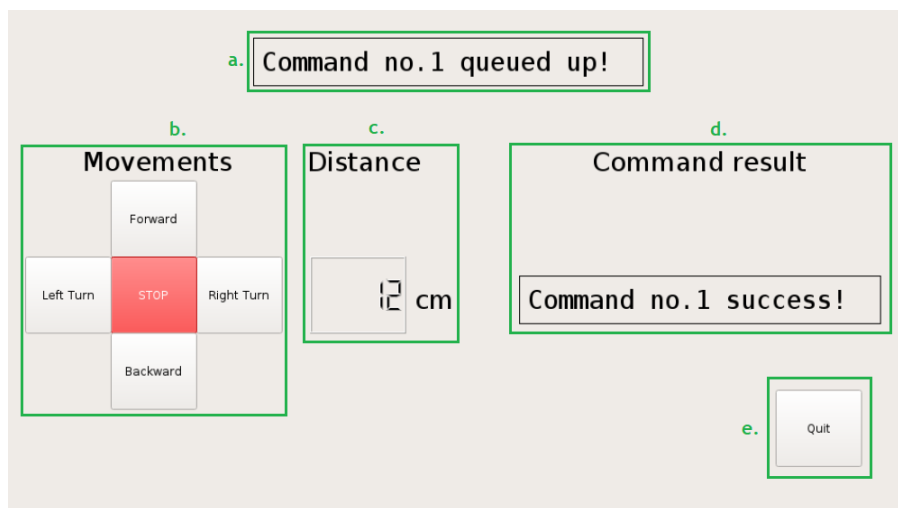 a.
Command no.1 queued up!
b.
Movements
Forward
Left Turn
STOP
Right Turn
Backward
c.
Distance
12 cm
d.
Command result
Command no.1 success!
e.
Quit